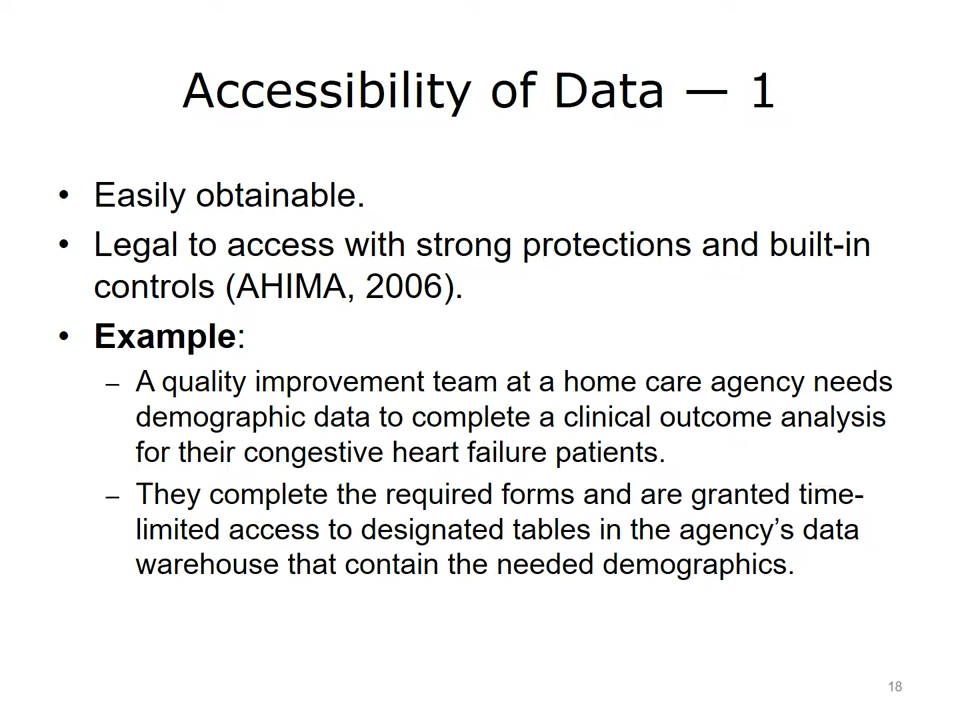 Accessibility of Data — 1
• Easily obtainable.
• Legal to access with strong protections and built-in
controls (AHIMA, 2006).
• Example:
– A quality improvement team at a home care agency needs
demographic data to complete a clinical outcome analysis
for their congestive heart failure patients.
– They complete the required forms and are granted time-
limited access to designated tables in the agency’s data
warehouse that contain the needed demographics.
18